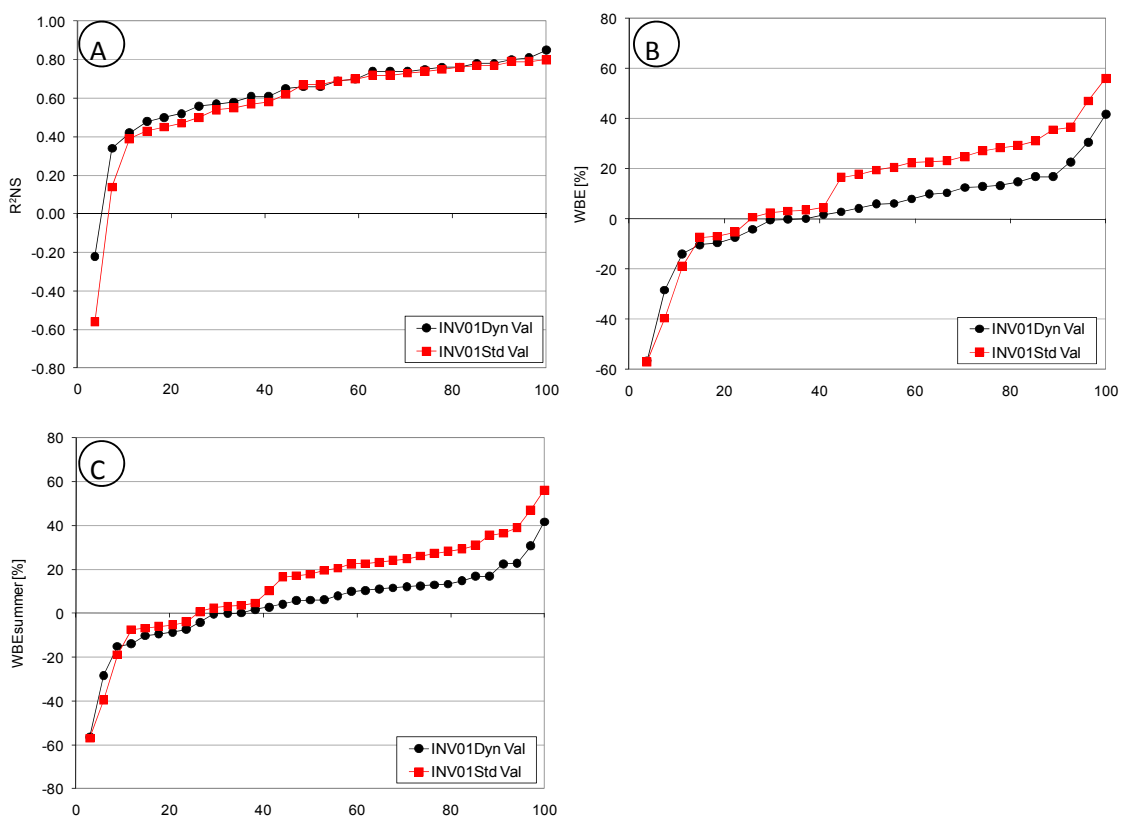 A
R²NS
1.00
0.80
0.60
0.40
0.20
0.00
-0.20
-0.40
-0.60
-0.80
0 20 40 60 80 100
INV01Dyn Val
INV01Std Val
B
WBE [%]
80
60
40
20
0
-20
-40
-60
0 20 40 60 80 100
INV01Dyn Val
INV01Std Val
C
WBEsummer [%]
80
60
40
20
0
-20
-40
-60
-80
0 20 40 60 80 100
INV01Dyn Val
INV01Std Val